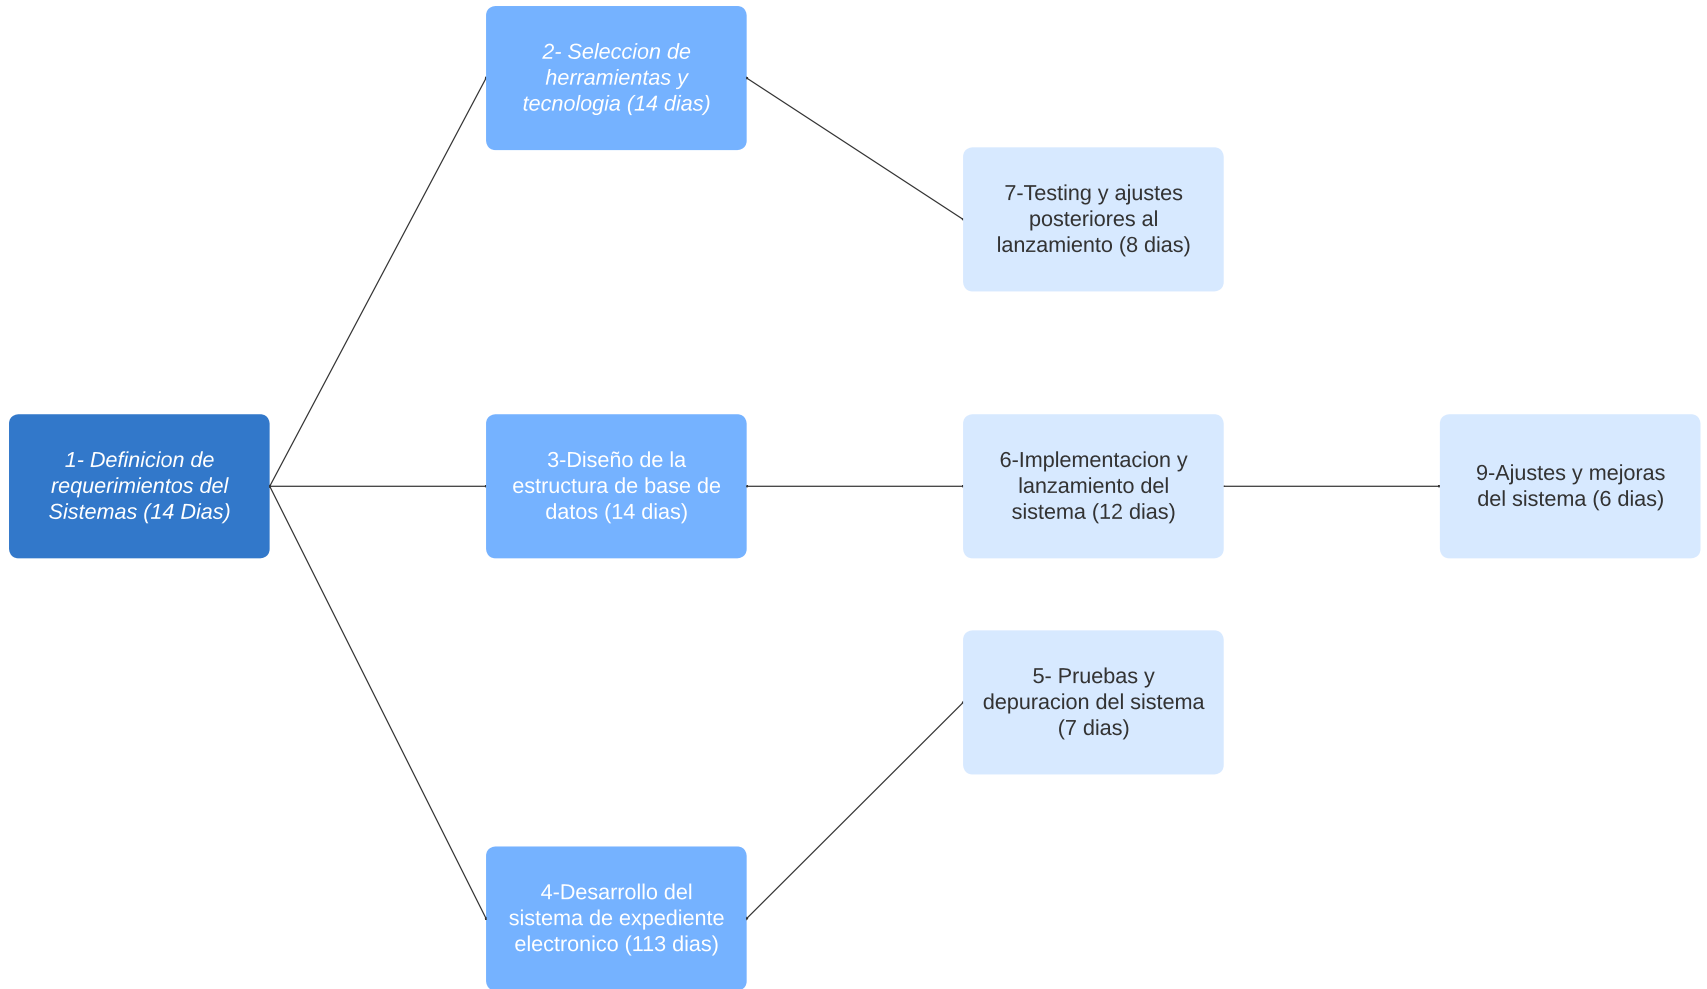 2- Seleccion de
herramientas y
tecnologia (14 dias)
7-Testing y ajustes
posteriores al
lanzamiento (8 dias)
1- Definicion de
requerimientos del
Sistemas (14 Dias)
3-Diseño de la
estructura de base de
datos (14 dias)
6-Implementacion y
lanzamiento del
sistema (12 dias)
9-Ajustes y mejoras
del sistema (6 dias)
5- Pruebas y
depuracion del sistema
(7 dias)
4-Desarrollo del
sistema de expediente
electronico (113 dias)